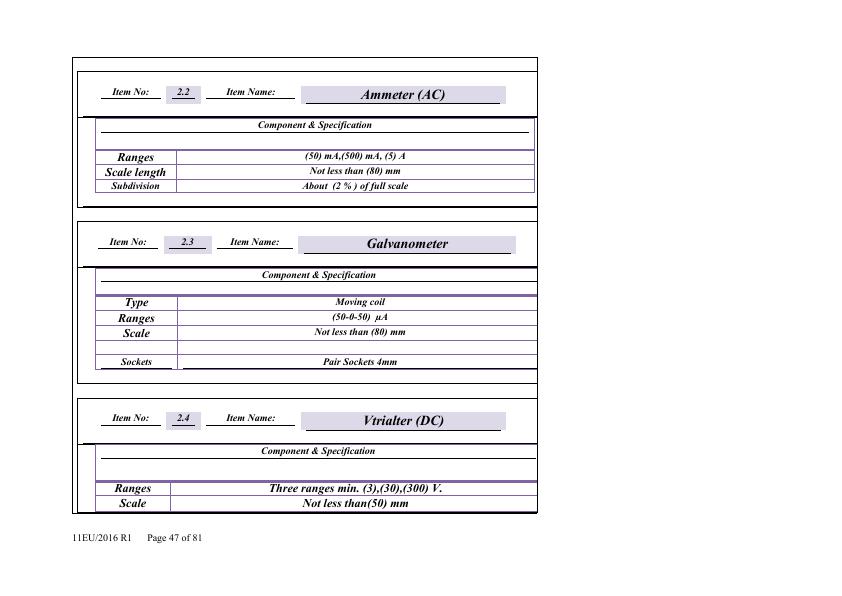 Item No: 2.2 Item Name: Ammeter (AC)
Component & Specification
Ranges (50) mA,(500) mA, (5) A
Scale length Not less than (80) mm
Subdivision About (2 % ) of full scale
Item No: 2.3 Item Name: Galvanometer
Component & Specification
Type Moving coil
Ranges (50-0-50) µA
Scale Not less than (80) mm
Sockets Pair Sockets 4mm
Item No: 2.4 Item Name: Vtrialter (DC)
Component & Specification
Ranges Three ranges min. (3),(30),(300) V.
Scale Not less than(50) mm
11EU/2016 R1 Page 47 of 81